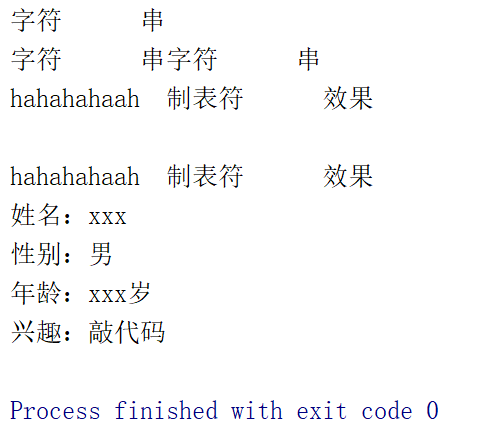 字符      串
字符      串字符      串
hahahahaah  制表符      效果
hahahahaah  制表符      效果
姓名：xxx
性别：男
年龄：xxx岁
兴趣：敲代码
Process finished with exit code 0